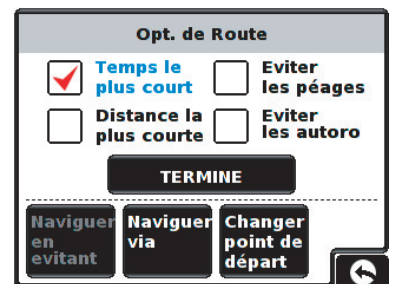 Opt. de Route
Temps le
plus court
Eviter
les péages
Distance la
plus courte
Eviter
les autoro
TERMINE
Naviguer
en
evitant
Naviguer
via
Changer
point de
départ